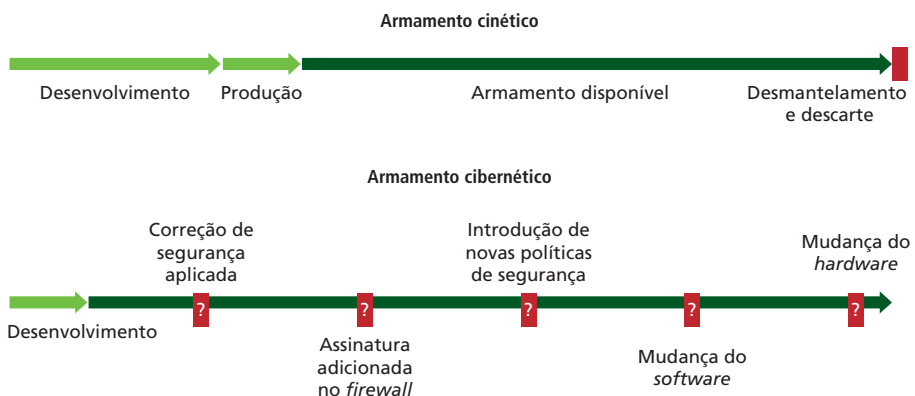 Armamento cinético
Desenvolvimento
Produção
Armamento disponível
Desmantelamento
e descarte
Armamento cibernético
Correção de
segurança
aplicada
Introdução de
novas políticas
de segurança
Mudança do
hardware
? ? ? ? ?
Desenvolvimento
Assinatura
adicionada
no firewall
Mudança do
software